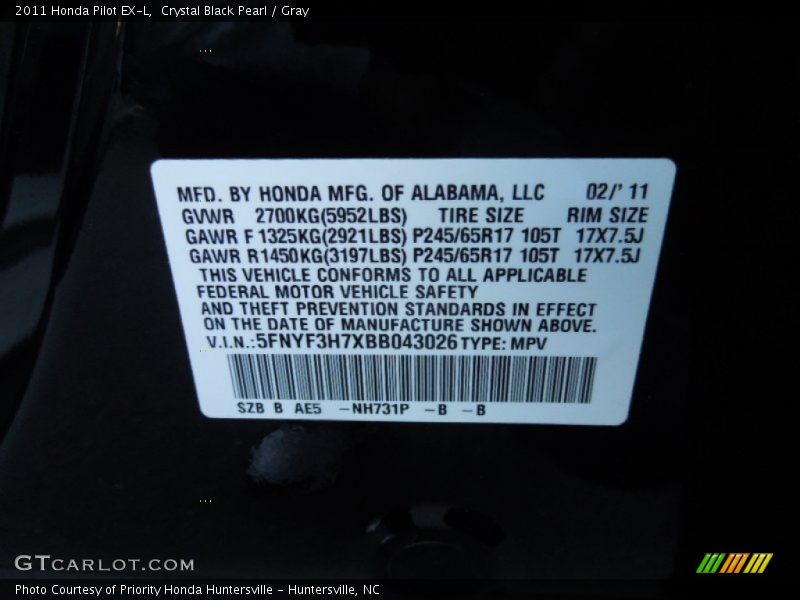 2011 Honda Pilot EX-L, Crystal Black Pearl / Gray
MFD. BY HONDA MFG. OF ALABAMA, LLC 02/' 11
GVWR 2700KG(5952LBS) TIRE SIZE RIM SIZE
GAWR F 1325KG(2921LBS) P245/65R17 105T 17X7.5J
GAWR R1450KG(3197LBS) P245/65R17 105T 17X7.5J
THIS VEHICLE CONFORMS TO ALL APPLICABLE
FEDERAL MOTOR VEHICLE SAFETY
AND THEFT PREVENTION STANDARDS IN EFFECT
ON THE DATE OF MANUFACTURE SHOWN ABOVE.
V.I.N.:5FNYF3H7XBB043026 TYPE: MPV
SZB B AE5 -NH731P -B -B
GTCARLOT.COM
Photo Courtesy of Priority Honda Huntersville - Huntersville, NC